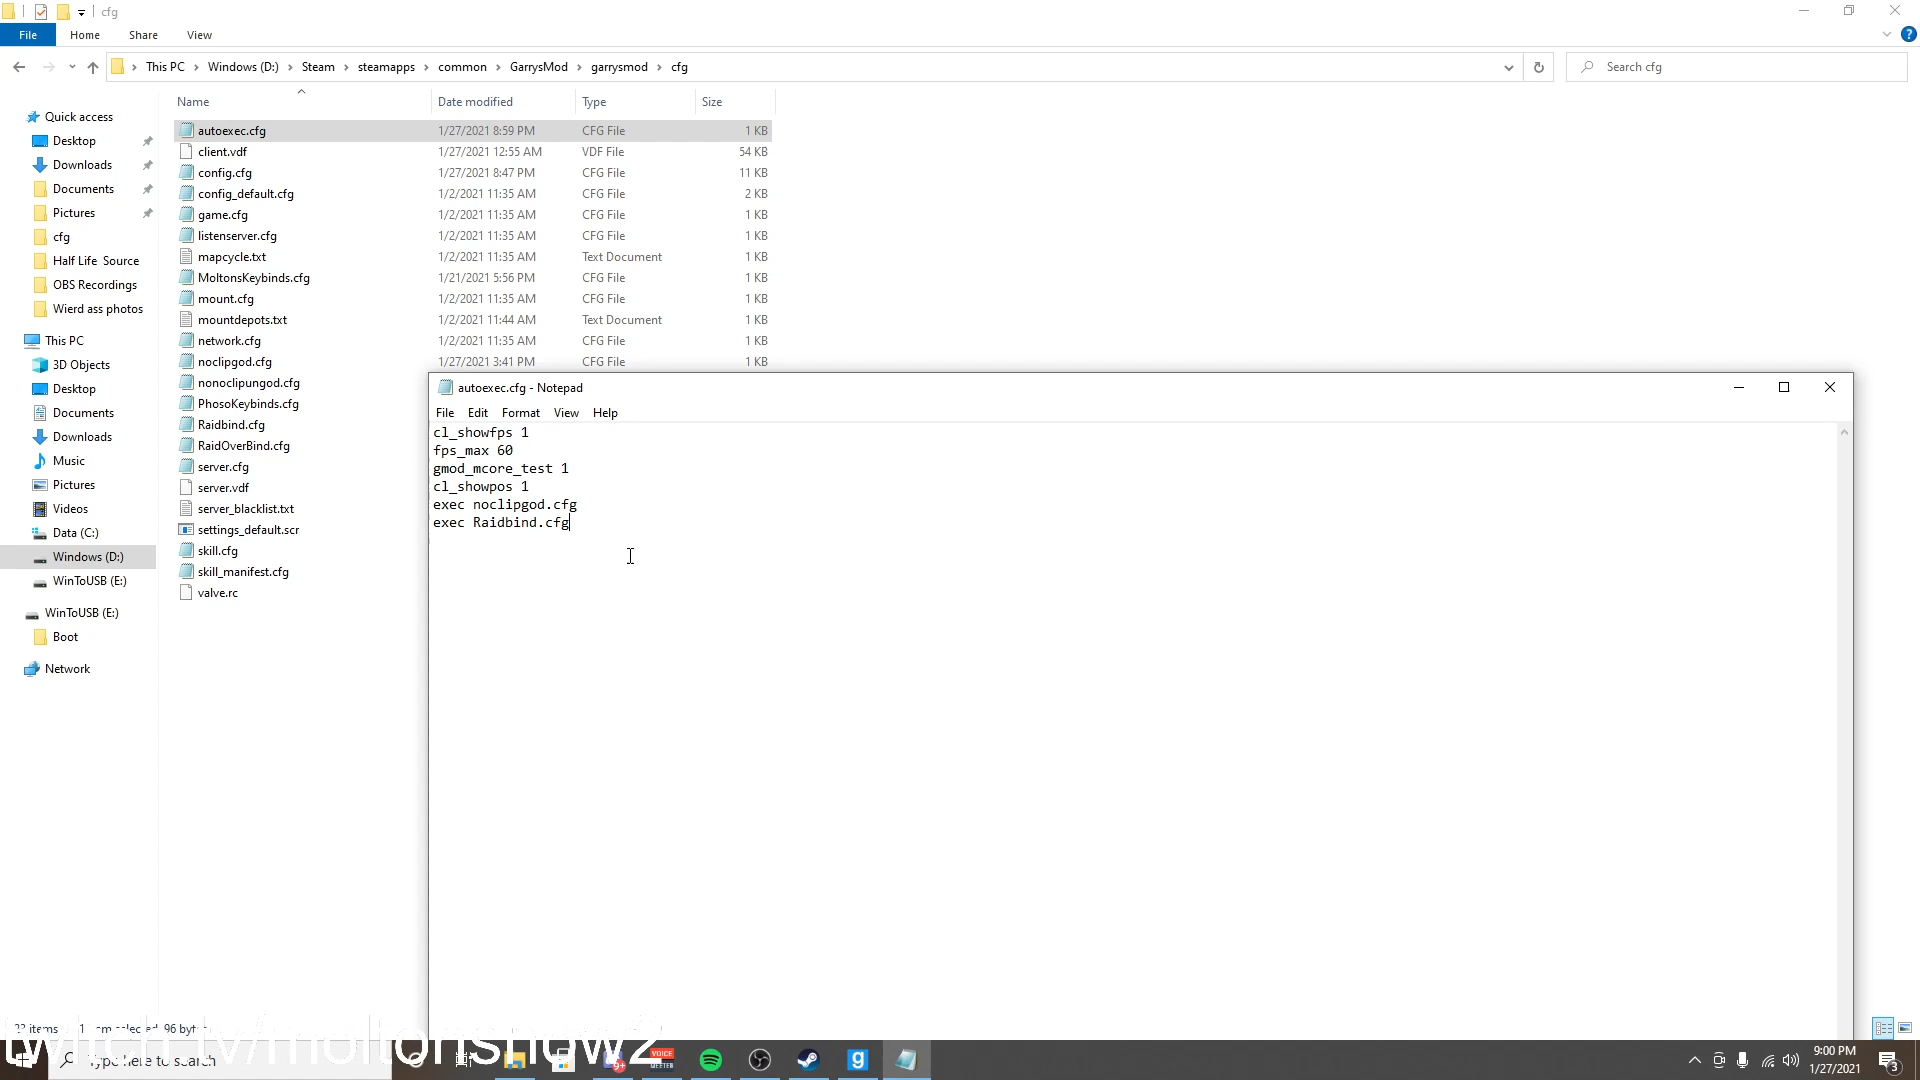 cfg
File Home Share View
This PC Windows (D:) Steam steamapps common GarrysMod garrysmod cfg
Search cfg
Name Date modified Type Size
Quick access
Desktop
Downloads
Documents
Pictures
cfg
Half Life Source
OBS Recordings
Wierd ass photos
This PC
3D Objects
Desktop
Documents
Downloads
Music
Pictures
Videos
Data (C:)
Windows (D:)
WinToUSB (E:)
WinToUSB (E:)
Boot
Network
autoexec.cfg 1/27/2021 8:59 PM CFG File 1 KB
client.vdf 1/27/2021 12:55 AM VDF File 54 KB
config.cfg 1/27/2021 8:47 PM CFG File 11 KB
config_default.cfg 1/2/2021 11:35 AM CFG File 2 KB
game.cfg 1/2/2021 11:35 AM CFG File 1 KB
listenserver.cfg 1/2/2021 11:35 AM CFG File 1 KB
mapcycle.txt 1/2/2021 11:35 AM Text Document 1 KB
MoltonsKeybinds.cfg 1/21/2021 5:56 PM CFG File 1 KB
mount.cfg 1/2/2021 11:35 AM CFG File 1 KB
mountdepots.txt 1/2/2021 11:44 AM Text Document 1 KB
network.cfg 1/2/2021 11:35 AM CFG File 1 KB
noclipgod.cfg 1/27/2021 3:41 PM CFG File 1 KB
nonoclipungod.cfg
PhosoKeybinds.cfg
Raidbind.cfg
RaidOverBind.cfg
server.cfg
server.vdf
server_blacklist.txt
settings_default.scr
skill.cfg
skill_manifest.cfg
valve.rc
autoexec.cfg - Notepad
File Edit Format View Help
cl_showfps 1
fps_max 60
gmod_mcore_test 1
cl_showpos 1
exec noclipgod.cfg
exec Raidbind.cfg
items 96
Type here to search
VOICE
9+
9:00 PM
1/27/2021
3